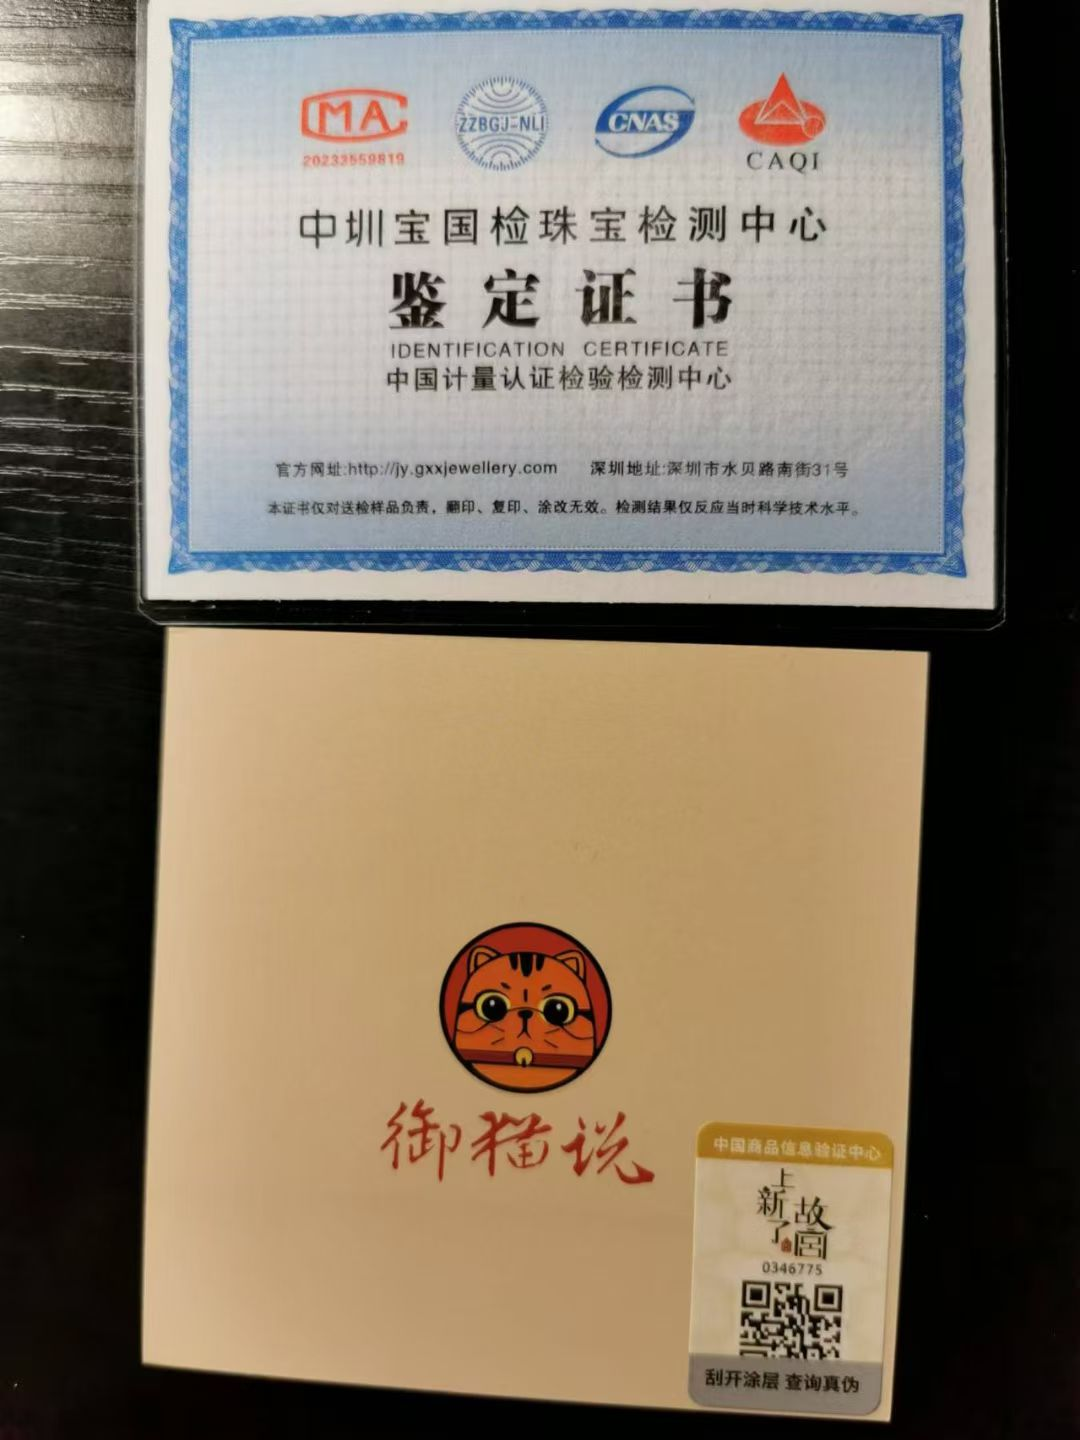 CMA
ZZBGJ-NLI
CNAS
20233559819
CAQI
中圳宝国检珠宝检测中心
鉴定证书
IDENTIFICATION CERTIFICATE
中国计量认证检验检测中心
官方网址:http://jy.gxxjewellery.com 深圳地址:深圳市水贝路南街31号
本证书仅对送检样品负责，翻印、复印、涂改无效。检测结果仅反应当时科学技术水平。
御猫说
中国商品信息验证中心
上新了
故宫
0346775
刮开涂层 查询真伪